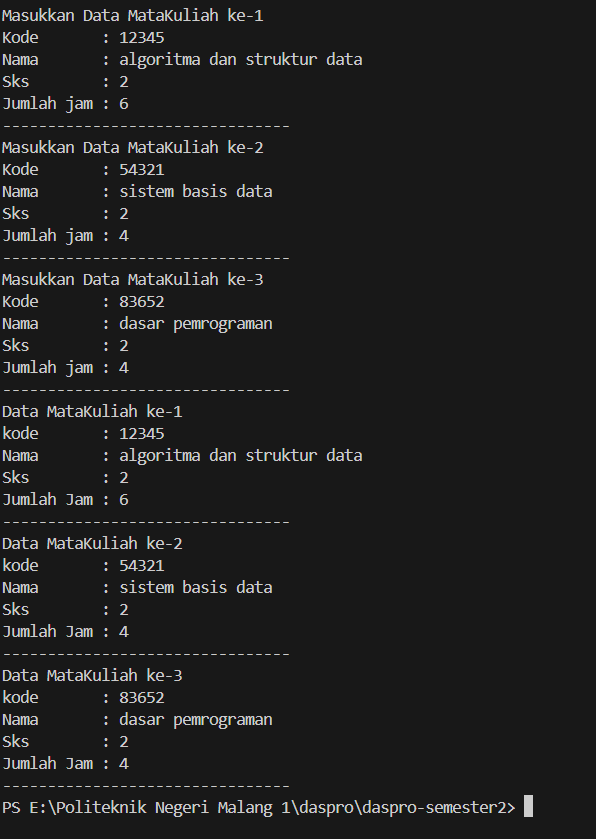 Masukkan Data MataKuliah ke-1
Kode       : 12345
Nama       : algoritma dan struktur data
Sks        : 2
Jumlah jam : 6
--------------------------------
Masukkan Data MataKuliah ke-2
Kode       : 54321
Nama       : sistem basis data
Sks        : 2
Jumlah jam : 4
--------------------------------
Masukkan Data MataKuliah ke-3
Kode       : 83652
Nama       : dasar pemrograman
Sks        : 2
Jumlah jam : 4
--------------------------------
Data MataKuliah ke-1
kode       : 12345
Nama       : algoritma dan struktur data
Sks        : 2
Jumlah Jam : 6
--------------------------------
Data MataKuliah ke-2
kode       : 54321
Nama       : sistem basis data
Sks        : 2
Jumlah Jam : 4
--------------------------------
Data MataKuliah ke-3
kode       : 83652
Nama       : dasar pemrograman
Sks        : 2
Jumlah Jam : 4
--------------------------------
PS E:\Politeknik Negeri Malang 1\daspro\daspro-semester2>